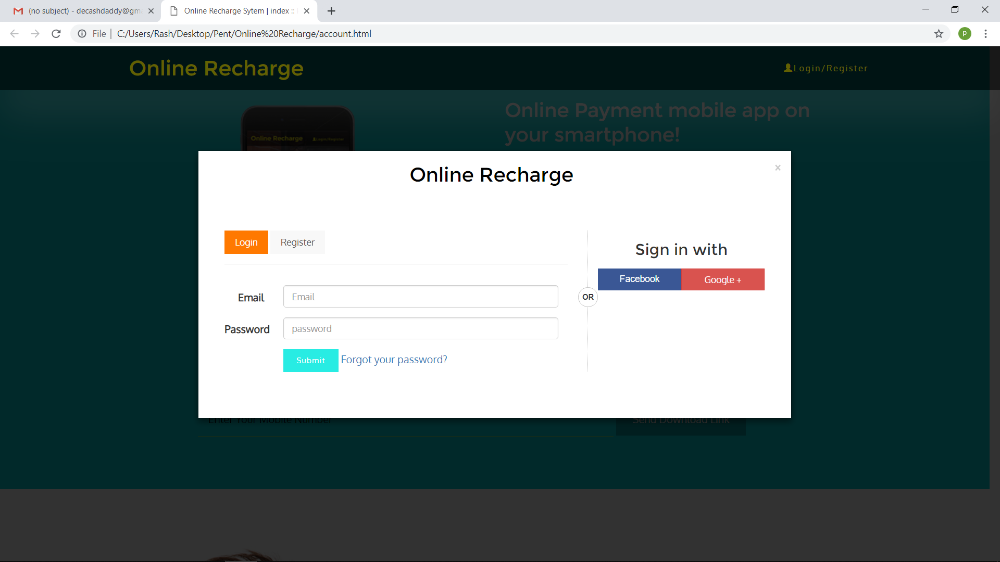 (no subject) - decashdaddy@gm
Online Recharge Sytem | index ::
File
C:/Users/Rash/Desktop/Pent/Online%20Recharge/account.html
p
Online Recharge
Login/Register
Online Payment mobile app on
your smartphone!
Online Recharge
Login/Register
Online Recharge
×
Login
Register
Sign in with
Facebook
Google +
Email
Email
OR
Password
password
Submit
Forgot your password?
Enter Your Mobile Number
Send Download Link